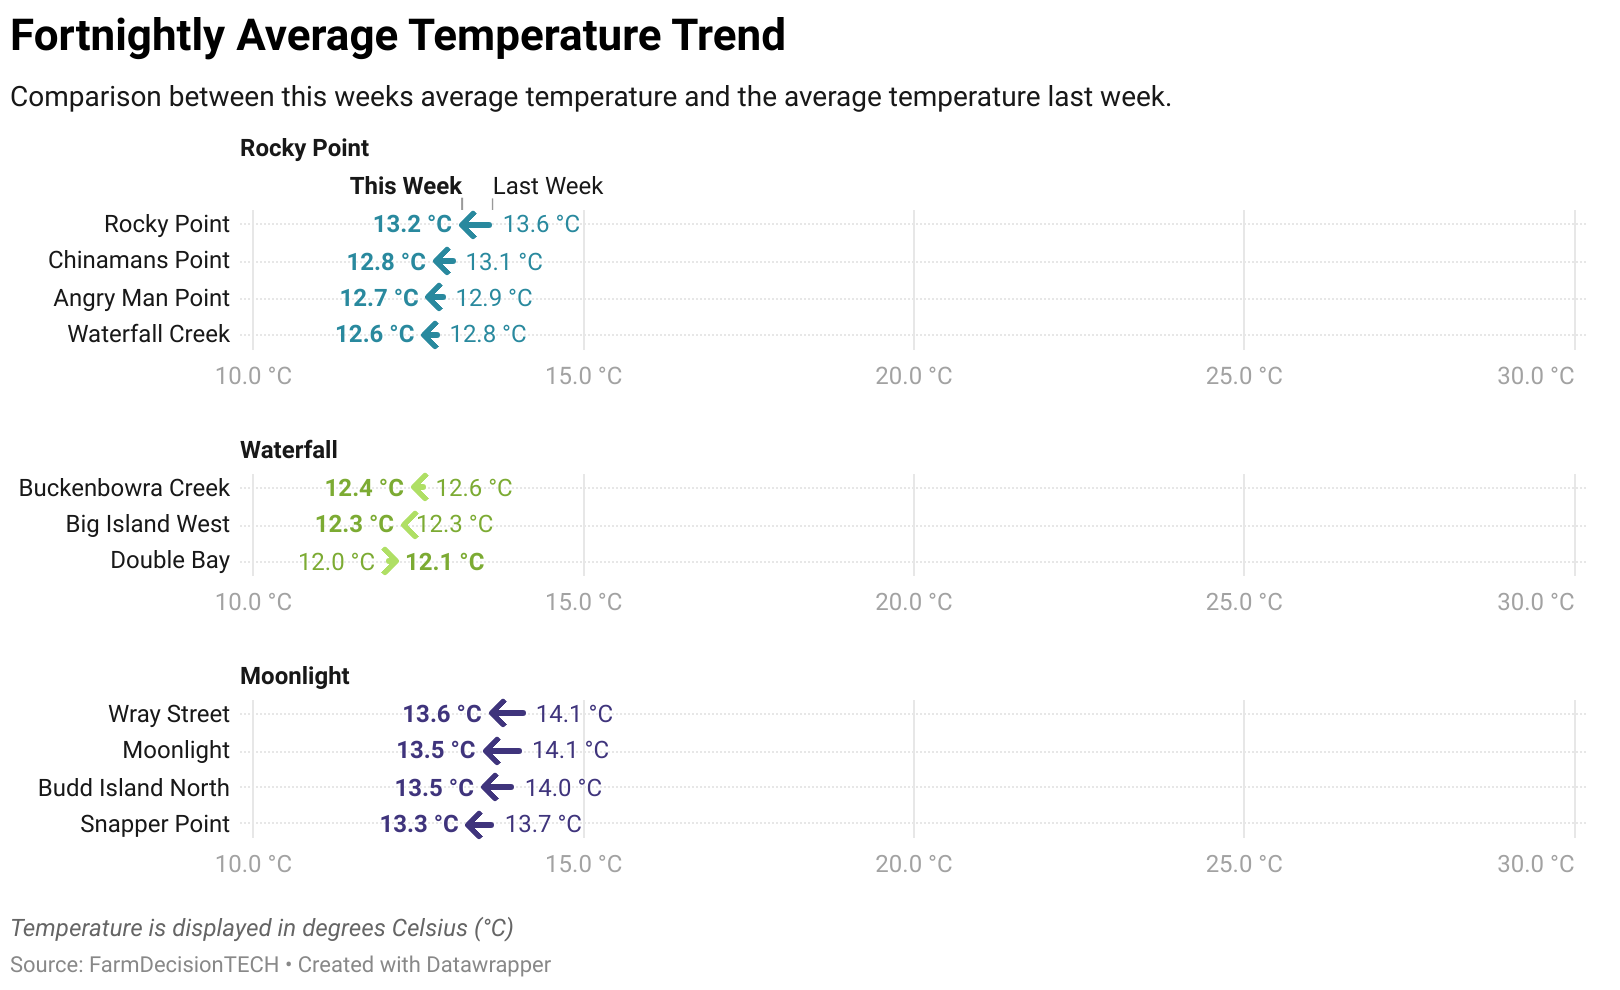 Fortnightly Average Temperature Trend
Comparison between this weeks average temperature and the average temperature last week.
Rocky Point
This Week Last Week
Rocky Point 13.2 °C 13.6 °C
Chinamans Point 12.8 °C 13.1 °C
Angry Man Point 12.7 °C 12.9 °C
Waterfall Creek 12.6 °C 12.8 °C
10.0 °C 15.0 °C 20.0 °C 25.0 °C 30.0 °C
Waterfall
Buckenbowra Creek 12.4 °C 12.6 °C
Big Island West 12.3 °C 12.3 °C
Double Bay 12.0 °C 12.1 °C
10.0 °C 15.0 °C 20.0 °C 25.0 °C 30.0 °C
Moonlight
Wray Street 13.6 °C 14.1 °C
Moonlight 13.5 °C 14.1 °C
Budd Island North 13.5 °C 14.0 °C
Snapper Point 13.3 °C 13.7 °C
10.0 °C 15.0 °C 20.0 °C 25.0 °C 30.0 °C
Temperature is displayed in degrees Celsius (°C)
Source: FarmDecisionTECH • Created with Datawrapper